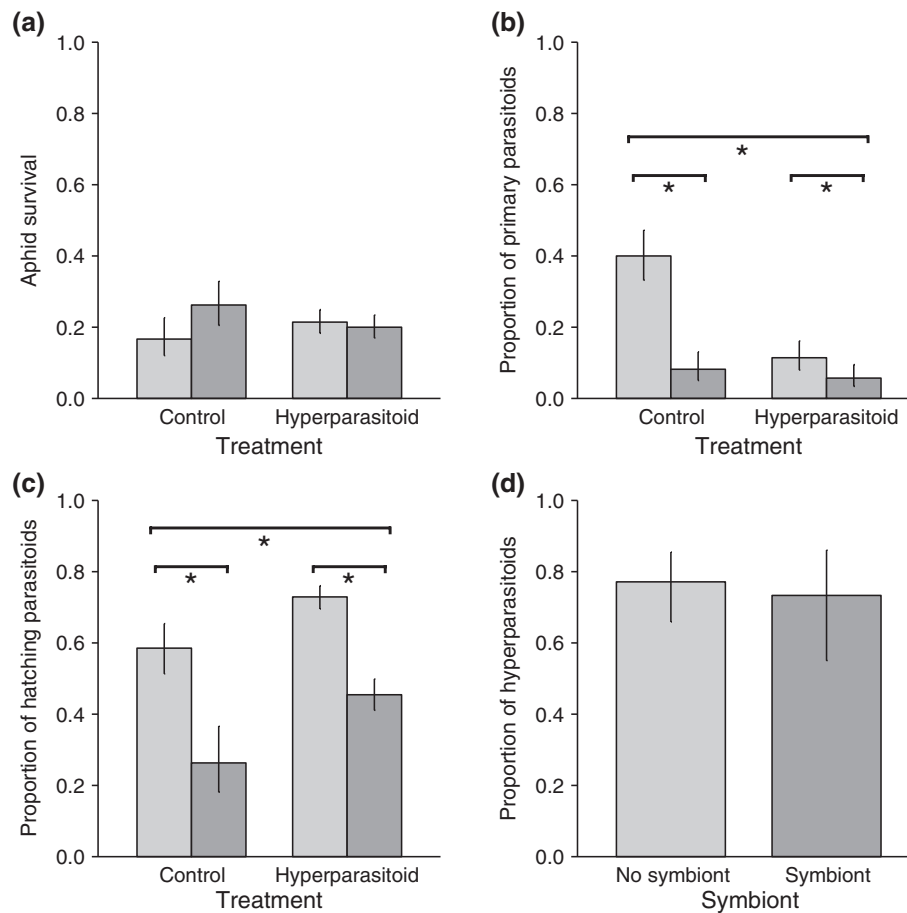 (a)
1.0
0.8
0.6
0.4
0.2
0.0
Aphid survival
Control Hyperparasitoid
Treatment
(b)
1.0
0.8
0.6
0.4
0.2
0.0
Proportion of primary parasitoids
*
* *
Control Hyperparasitoid
Treatment
(c)
1.0
0.8
0.6
0.4
0.2
0.0
Proportion of hatching parasitoids
*
* *
Control Hyperparasitoid
Treatment
(d)
1.0
0.8
0.6
0.4
0.2
0.0
Proportion of hyperparasitoids
No symbiont Symbiont
Symbiont